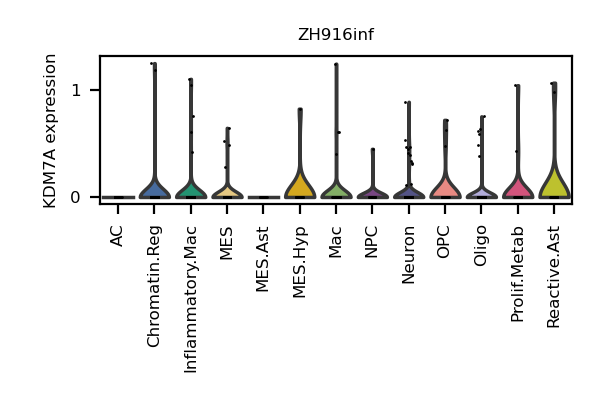 ZH916inf
KDM7A expression
1
0
AC
Chromatin.Reg
Inflammatory.Mac
MES
MES.Ast
MES.Hyp
Mac
NPC
Neuron
OPC
Oligo
Prolif.Metab
Reactive.Ast